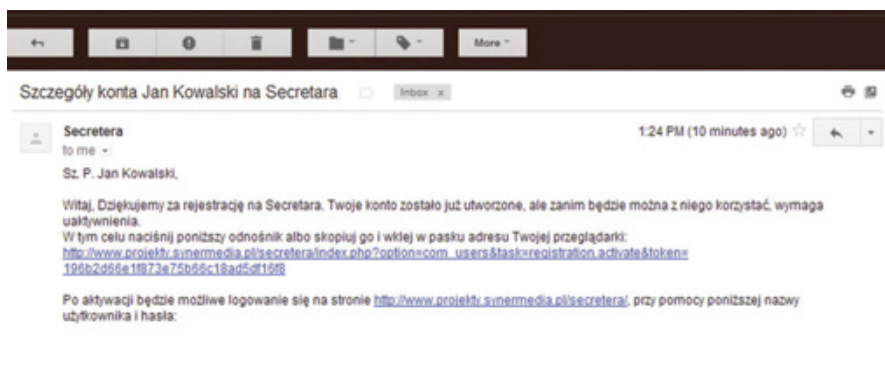 More
Szczegóły konta Jan Kowalski na Secretara
Inbox x
Secretera
1:24 PM (10 minutes ago)
to me
Sz. P. Jan Kowalski,
Witaj, Dziękujemy za rejestrację na Secretara. Twoje konto zostało już utworzone, ale zanim będzie można z niego korzystać, wymaga
uaktywnienia.
W tym celu naciśnij poniższy odnośnik albo skopiuj go i wklej w pasku adresu Twojej przeglądarki:
http://www.projekty.synermedia.pl/secretera/index.php?option=com_users&task=registration.activate&token=
196b2d66e1f873e75b66c18ad5df16f8
Po aktywacji będzie możliwe logowanie się na stronie http://www.projekty.synermedia.pl/secretera/, przy pomocy poniższej nazwy
użytkownika i hasła: